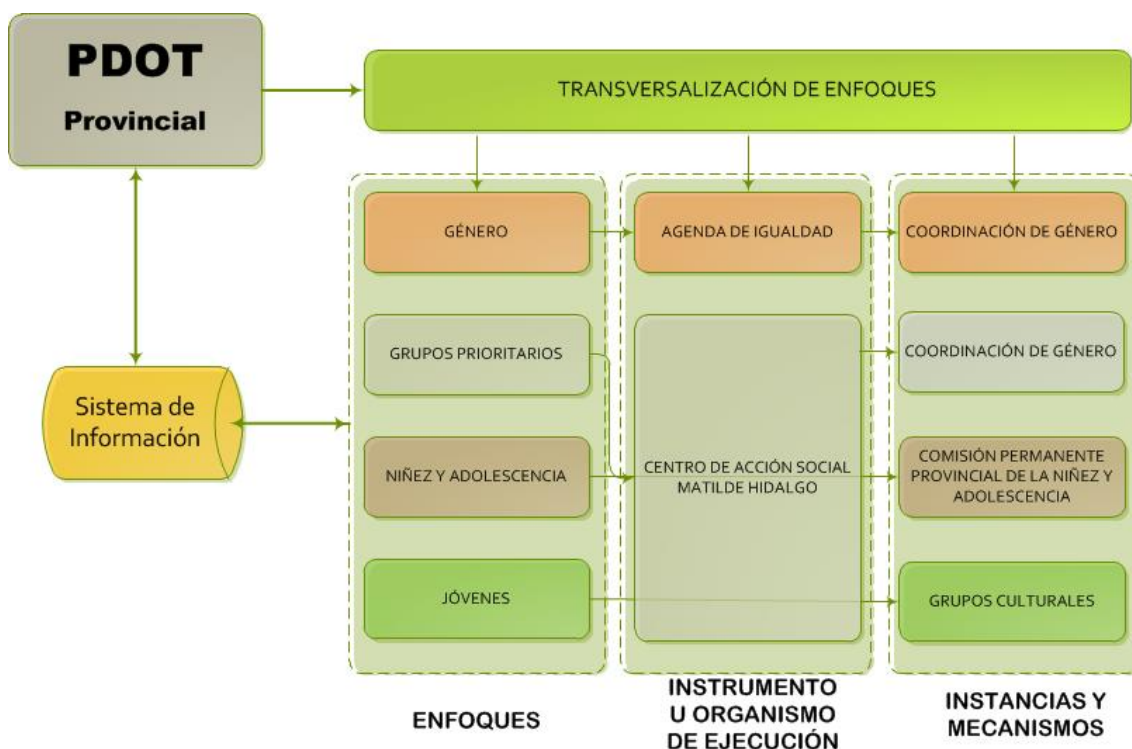 PDOT
Provincial
TRANSVERSALIZACIÓN DE ENFOQUES
GÉNERO
AGENDA DE IGUALDAD
COORDINACIÓN DE GÉNERO
GRUPOS PRIORITARIOS
COORDINACIÓN DE GÉNERO
Sistema de
Información
NIÑEZ Y ADOLESCENCIA
CENTRO DE ACCIÓN SOCIAL
MATILDE HIDALGO
COMISIÓN PERMANENTE
PROVINCIAL DE LA NIÑEZ Y
ADOLESCENCIA
JÓVENES
GRUPOS CULTURALES
ENFOQUES
INSTRUMENTO
U ORGANISMO
DE EJECUCIÓN
INSTANCIAS Y
MECANISMOS